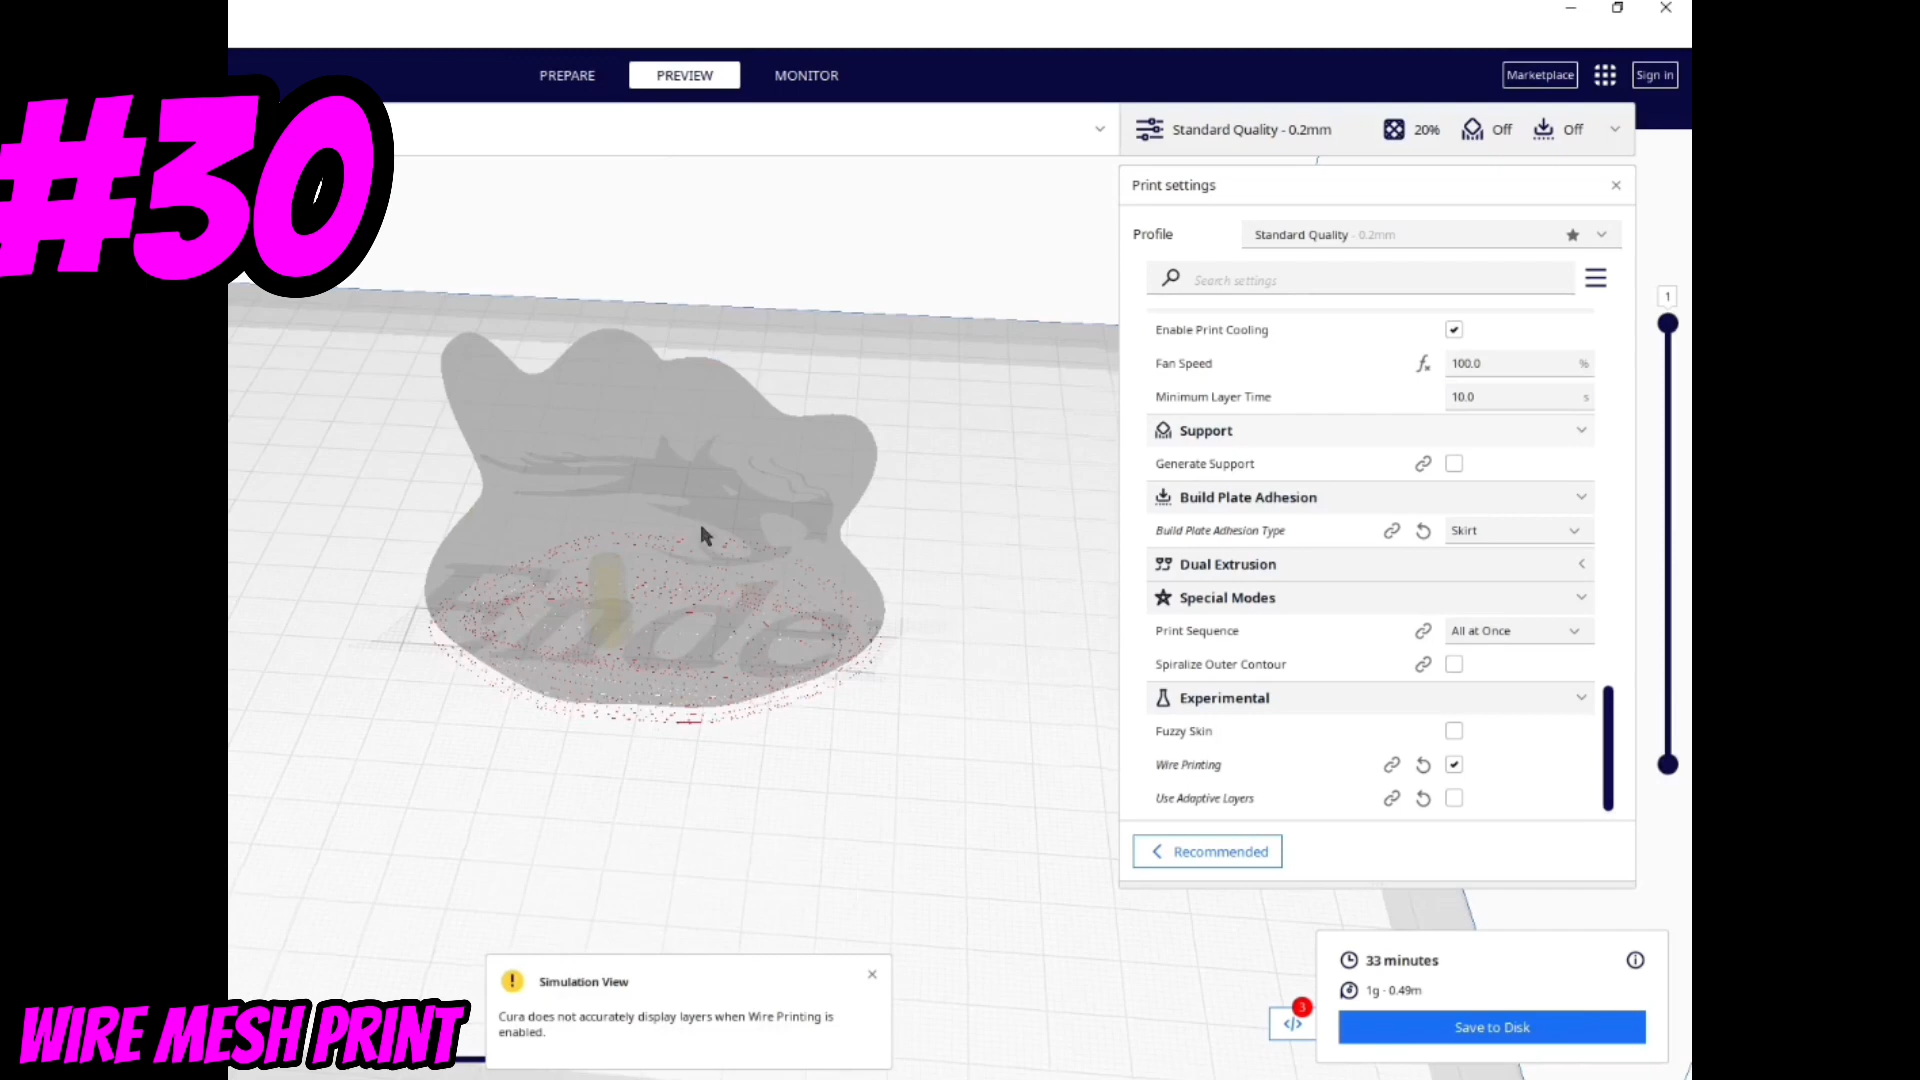 #30
PREPARE
PREVIEW
MONITOR
Marketplace
Sign in
Standard Quality - 0.2mm
20%
Off
Off
Print settings
Profile
Standard Quality - 0.2mm
Search settings
1
Enable Print Cooling
Fan Speed
100.0
%
Minimum Layer Time
10.0
s
Support
Generate Support
Build Plate Adhesion
Build Plate Adhesion Type
Skirt
Dual Extrusion
Special Modes
Print Sequence
All at Once
Spiralize Outer Contour
Experimental
Fuzzy Skin
Wire Printing
Use Adaptive Layers
Recommended
33 minutes
1g · 0.49m
Save to Disk
3
Simulation View
Cura does not accurately display layers when Wire Printing is
enabled.
WIRE MESH PRINT